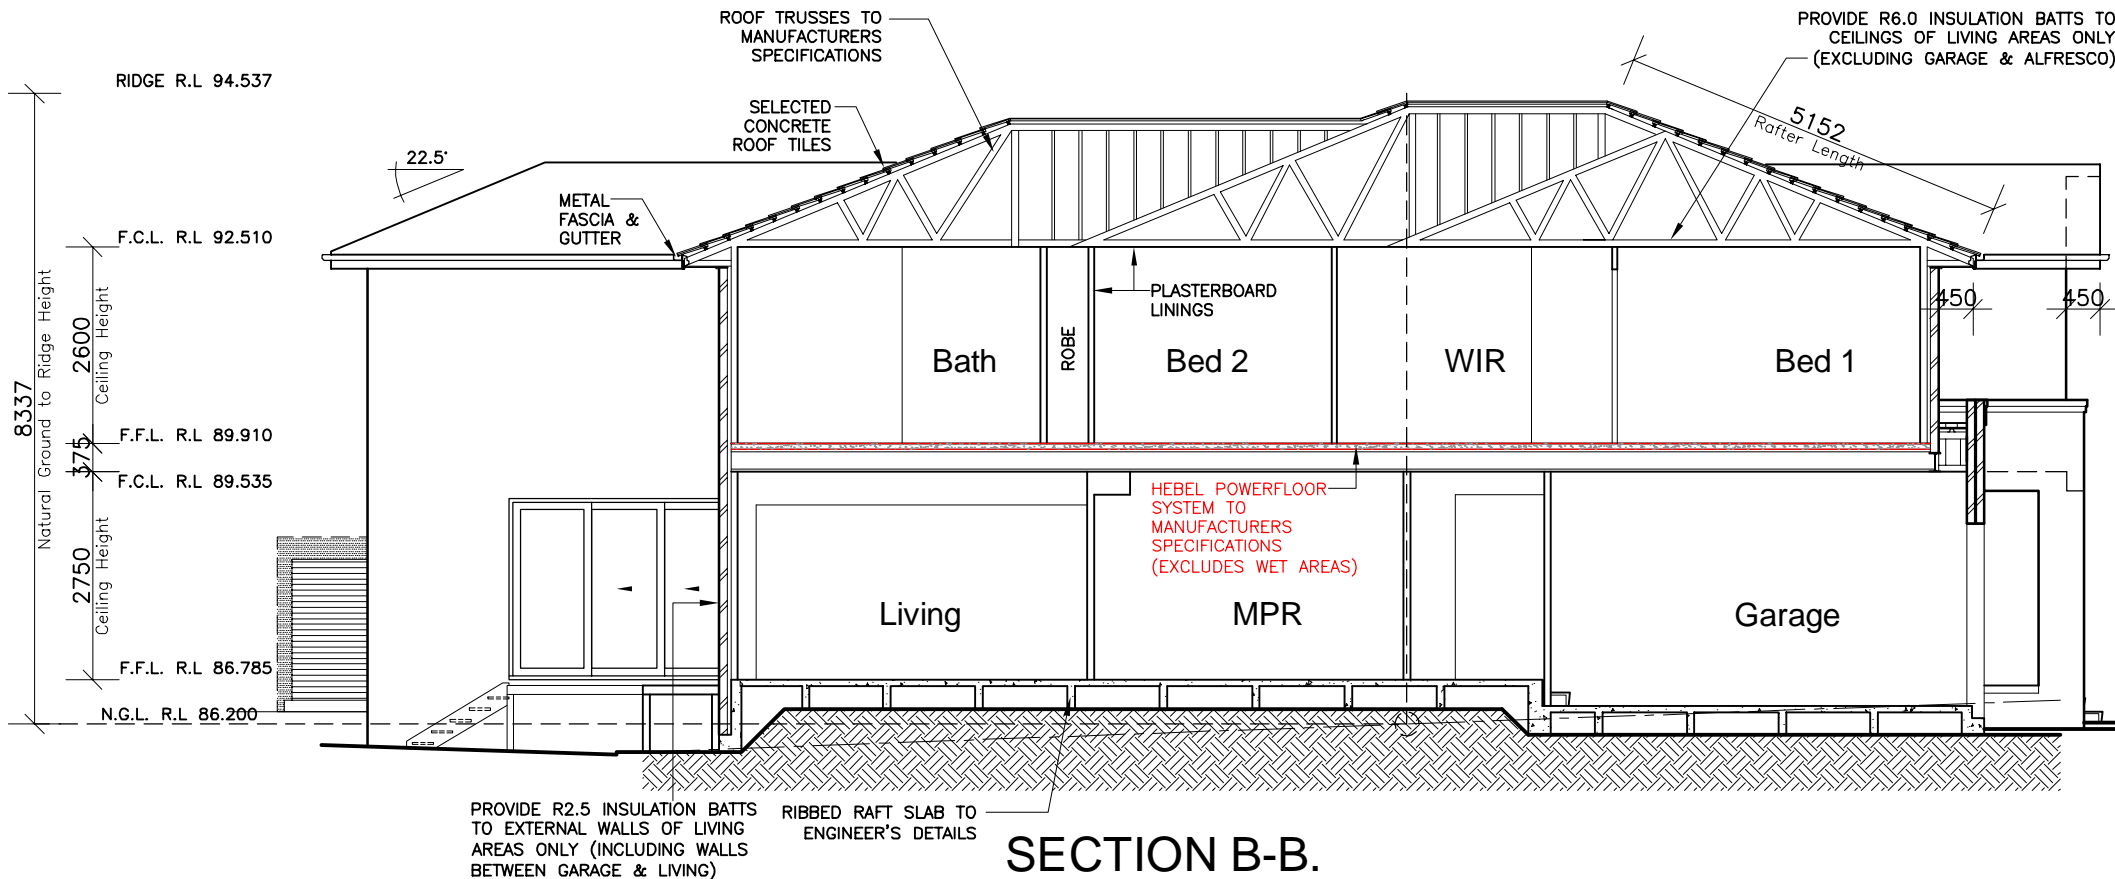 ROOF TRUSSES TO
MANUFACTURERS
SPECIFICATIONS
PROVIDE R6.0 INSULATION BATTS TO
CEILINGS OF LIVING AREAS ONLY
(EXCLUDING GARAGE & ALFRESCO)
RIDGE R.L 94.537
SELECTED
CONCRETE
ROOF TILES
5152
Rafter Length
22.5°
METAL
FASCIA &
GUTTER
F.C.L. R.L 92.510
PLASTERBOARD
LININGS
450
450
8337
Natural Ground to Ridge Height
2600
Ceiling Height
Bath
ROBE
Bed 2
WIR
Bed 1
F.F.L. R.L 89.910
375
F.C.L. R.L 89.535
HEBEL POWERFLOOR
SYSTEM TO
MANUFACTURERS
SPECIFICATIONS
(EXCLUDES WET AREAS)
2750
Ceiling Height
Living
MPR
Garage
F.F.L. R.L 86.785
N.G.L. R.L 86.200
PROVIDE R2.5 INSULATION BATTS
TO EXTERNAL WALLS OF LIVING
AREAS ONLY (INCLUDING WALLS
BETWEEN GARAGE & LIVING)
RIBBED RAFT SLAB TO
ENGINEER'S DETAILS
SECTION B-B.